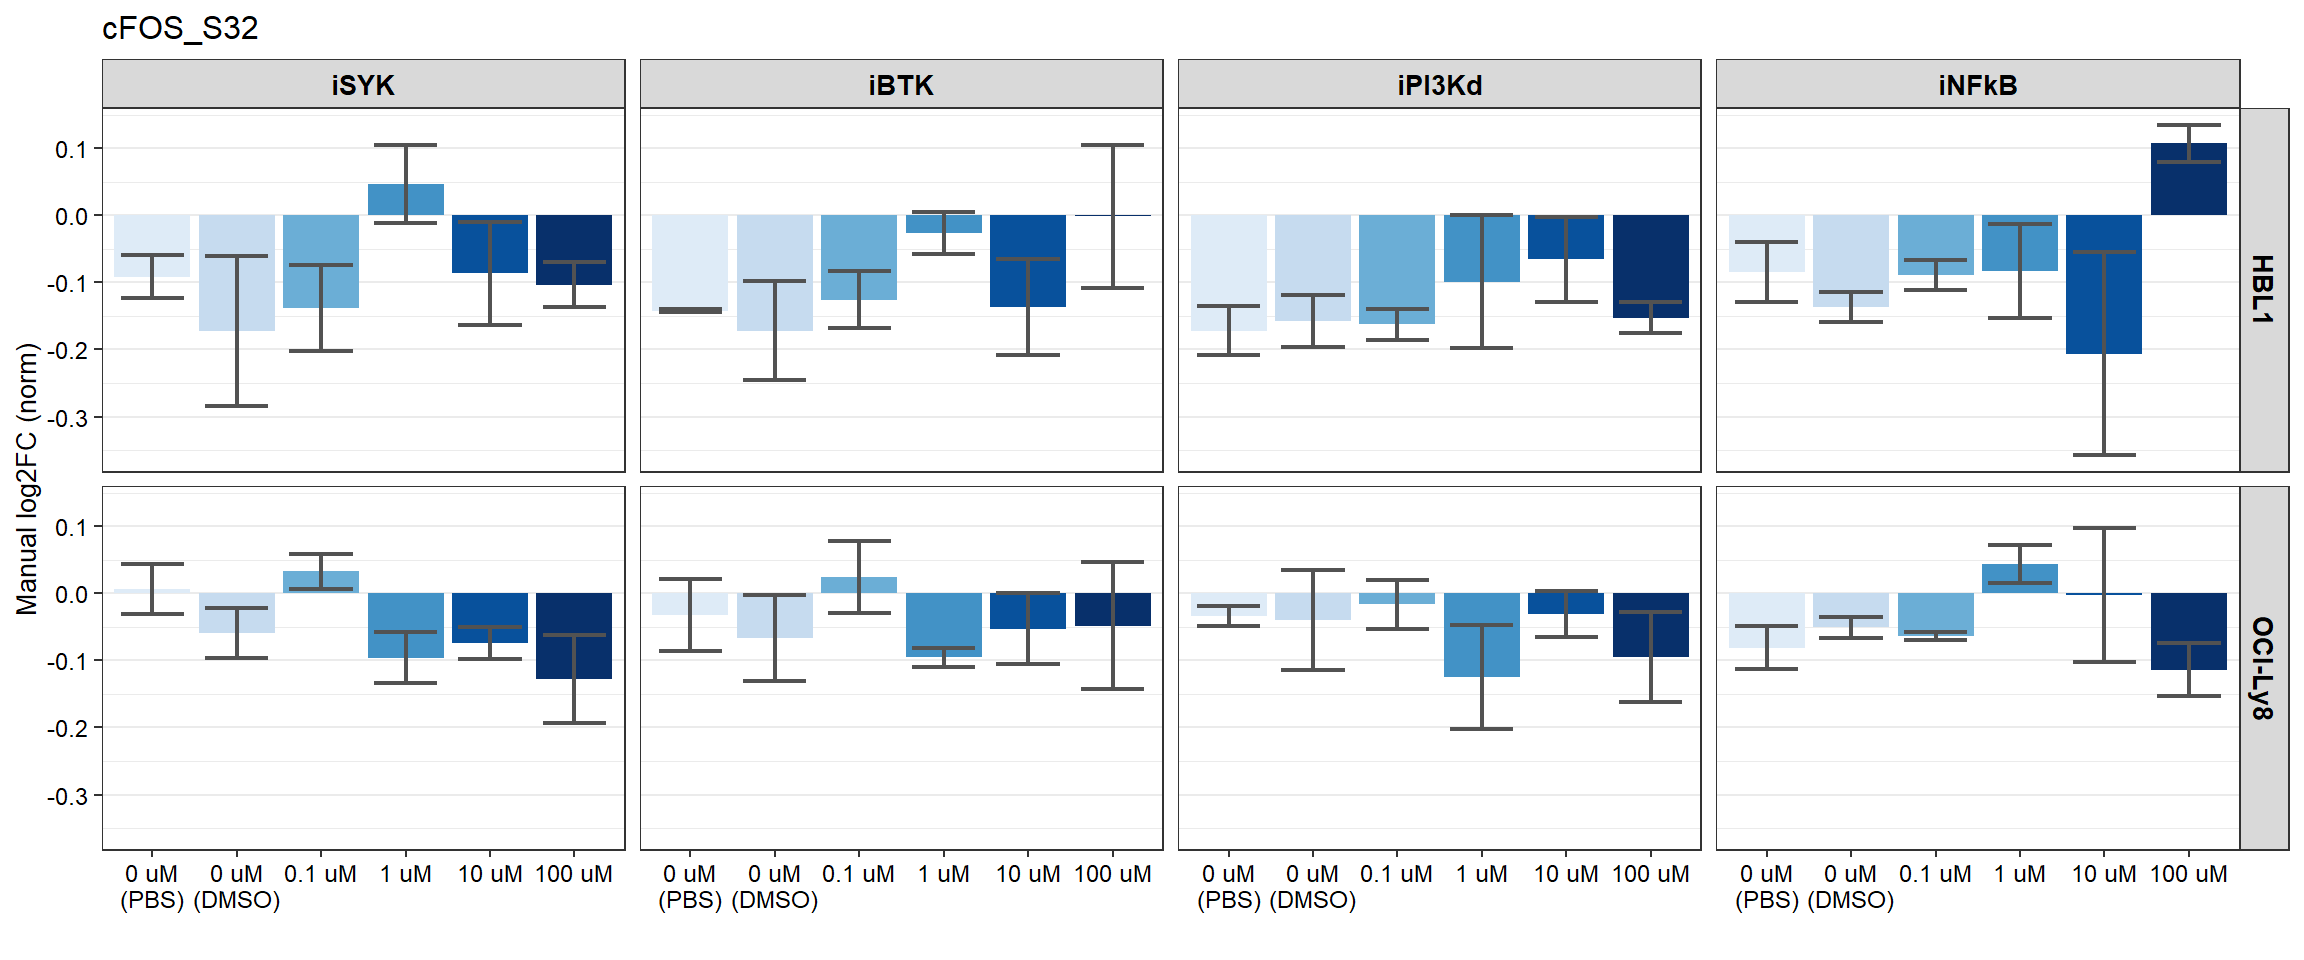 cFOS_S32
iSYK
iBTK
iPI3Kd
iNFkB
Manual log2FC (norm)
0.1
0.0
-0.1
-0.2
-0.3
HBL1
0.1
0.0
-0.1
-0.2
-0.3
OCI-Ly8
0 uM (PBS)
0 uM (DMSO)
0.1 uM
1 uM
10 uM
100 uM
0 uM (PBS)
0 uM (DMSO)
0.1 uM
1 uM
10 uM
100 uM
0 uM (PBS)
0 uM (DMSO)
0.1 uM
1 uM
10 uM
100 uM
0 uM (PBS)
0 uM (DMSO)
0.1 uM
1 uM
10 uM
100 uM